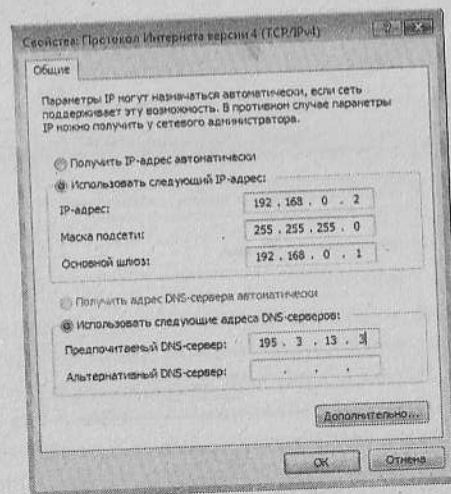 Свойства: Протокол Интернета версии 4 (TCP/IPv4)
Общие
Параметры IP могут назначаться автоматически, если сеть
поддерживает эту возможность. В противном случае параметры
IP можно получить у сетевого администратора.
Получить IP-адрес автоматически
Использовать следующий IP-адрес:
IP-адрес: 192 . 168 . 0 . 2
Маска подсети: 255 . 255 . 255 . 0
Основной шлюз: 192 . 168 . 0 . 1
Получить адрес DNS-сервера автоматически
Использовать следующие адреса DNS-серверов:
Предпочитаемый DNS-сервер: 195 . 3 . 13 . 3
Альтернативный DNS-сервер: . . .
Дополнительно...
OK
Отмена